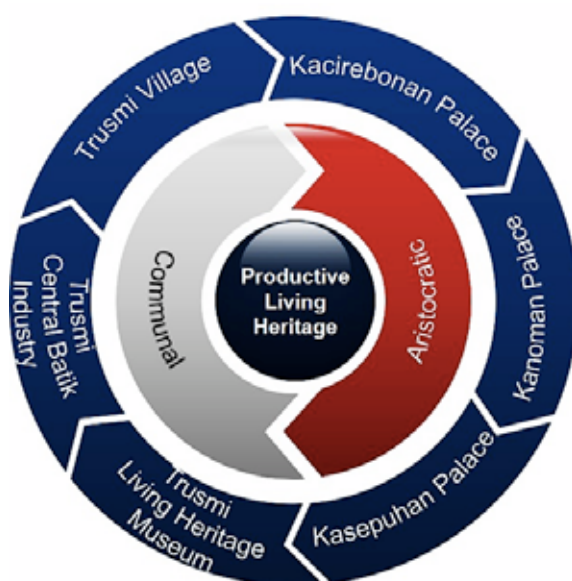 Trusmi Village
Kacirebonan Palace
Kanoman Palace
Kasepuhan Palace
Trusmi
Living Heritage
Museum
Trusmi
Central Batik
Industry
Communal
Aristocratic
Productive
Living
Heritage